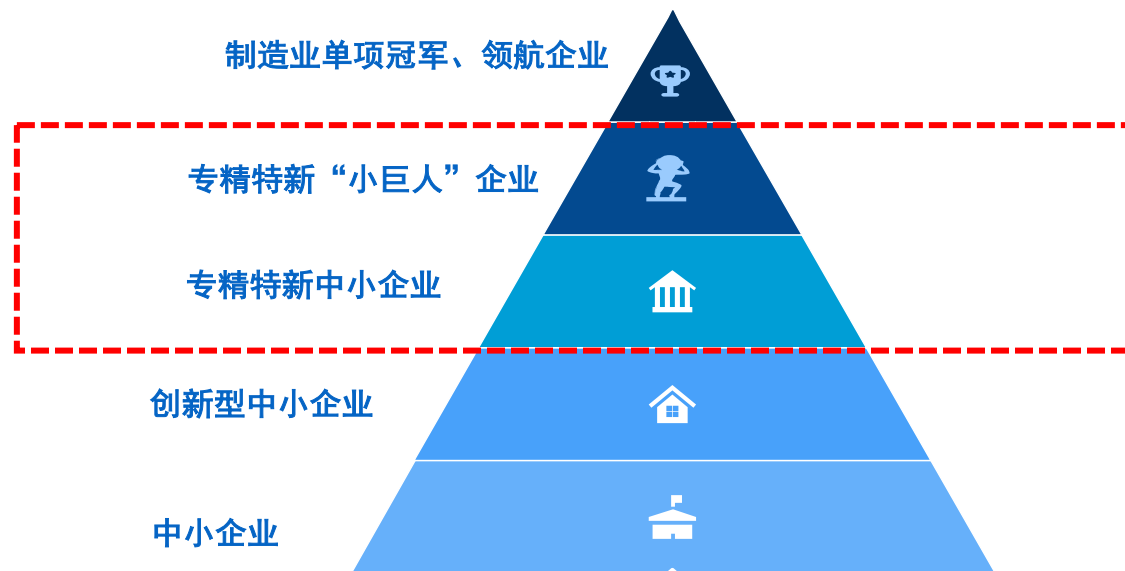 制造业单项冠军、领航企业
专精特新“小巨人”企业
专精特新中小企业
创新型中小企业
中小企业